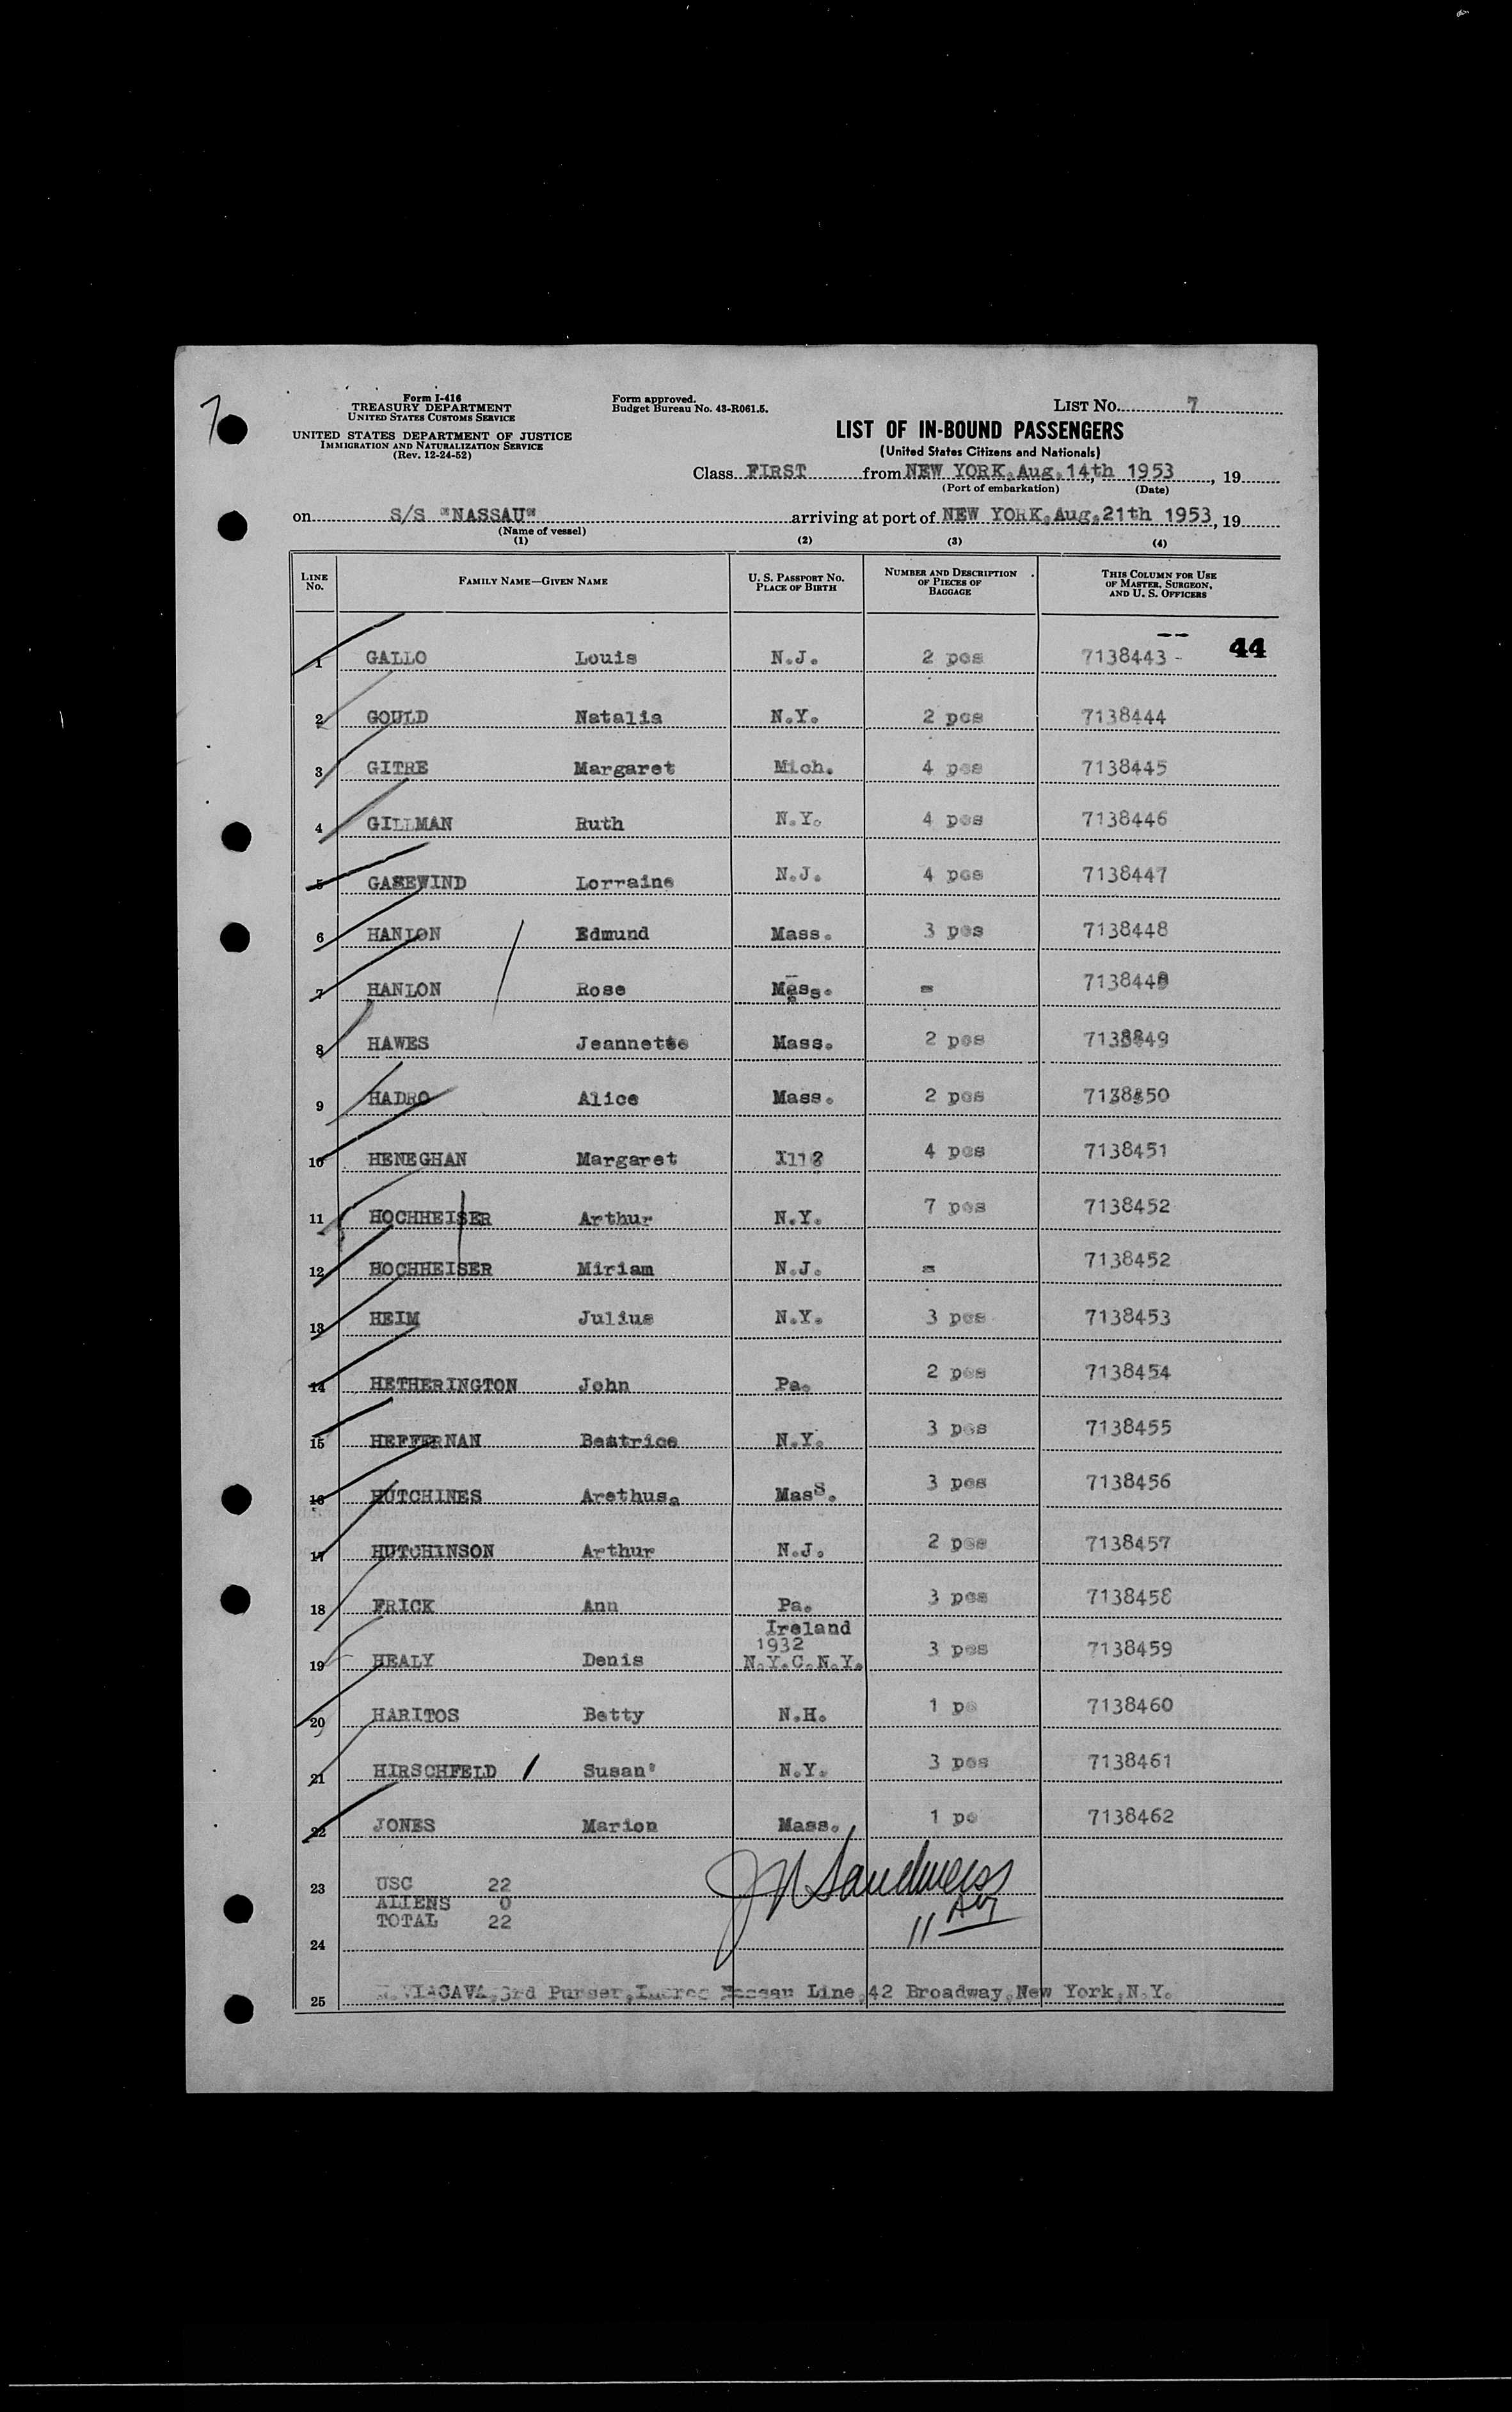 7
Form I-416
TREASURY DEPARTMENT
UNITED STATES CUSTOMS SERVICE
UNITED STATES DEPARTMENT OF JUSTICE
IMMIGRATION AND NATURALIZATION SERVICE
(Rev. 12-24-52)
Form approved.
Budget Bureau No. 43-R061.5.
LIST No. 7
LIST OF IN-BOUND PASSENGERS
(United States Citizens and Nationals)
Class FIRST from NEW YORK, Aug. 14,th 1953, 19
(Port of embarkation) (Date)
on S/S "NASSAU" arriving at port of NEW YORK, Aug. 21th 1953, 19
(Name of vessel)
(1) (2) (3) (4)
LINE No. FAMILY NAME—GIVEN NAME U. S. PASSPORT No. PLACE OF BIRTH NUMBER AND DESCRIPTION OF PIECES OF BAGGAGE THIS COLUMN FOR USE OF MASTER, SURGEON, AND U. S. OFFICERS
1 GALLO Louis N.J. 2 pcs 7138443 - 44
2 GOULD Natalia N.Y. 2 pcs 7138444
3 GITRE Margaret Mich. 4 pcs 7138445
4 GILLMAN Ruth N.Y. 4 pcs 7138446
5 GASEWIND Lorraine N.J. 4 pcs 7138447
6 HANLON Edmund Mass. 3 pcs 7138448
7 HANLON Rose Mass. - 7138448
8 HAWES Jeannette Mass. 2 pcs 7138449
9 HADRO Alice Mass. 2 pcs 7138450
10 HENEGHAN Margaret 4 pcs 7138451
11 HOCHHEISER Arthur N.Y. 7 pcs 7138452
12 HOCHHEISER Miriam N.J. = 7138452
13 HEIM Julius N.Y. 3 pcs 7138453
14 HETHERINGTON John Pa. 2 pcs 7138454
15 HEFFERNAN Beatrice N.Y. 3 pcs 7138455
16 HUTCHINES Arethusa Mass. 3 pcs 7138456
17 HUTCHINSON Arthur N.J. 2 pcs 7138457
18 FRICK Ann Pa. 3 pcs 7138458
Ireland
1932
19 HEALY Denis N.Y.C.N.Y. 3 pcs 7138459
20 HARITOS Betty N.H. 1 pc 7138460
21 HIRSCHFELD Susan N.Y. 3 pcs 7138461
22 JONES Marion Mass. 1 pc 7138462
23 USC 22
ALIENS 0
TOTAL 22
J Sandweiss
11
24
25 N.VIACAVA, 3rd Purser, Incres Nassau Line, 42 Broadway, New York, N.Y.